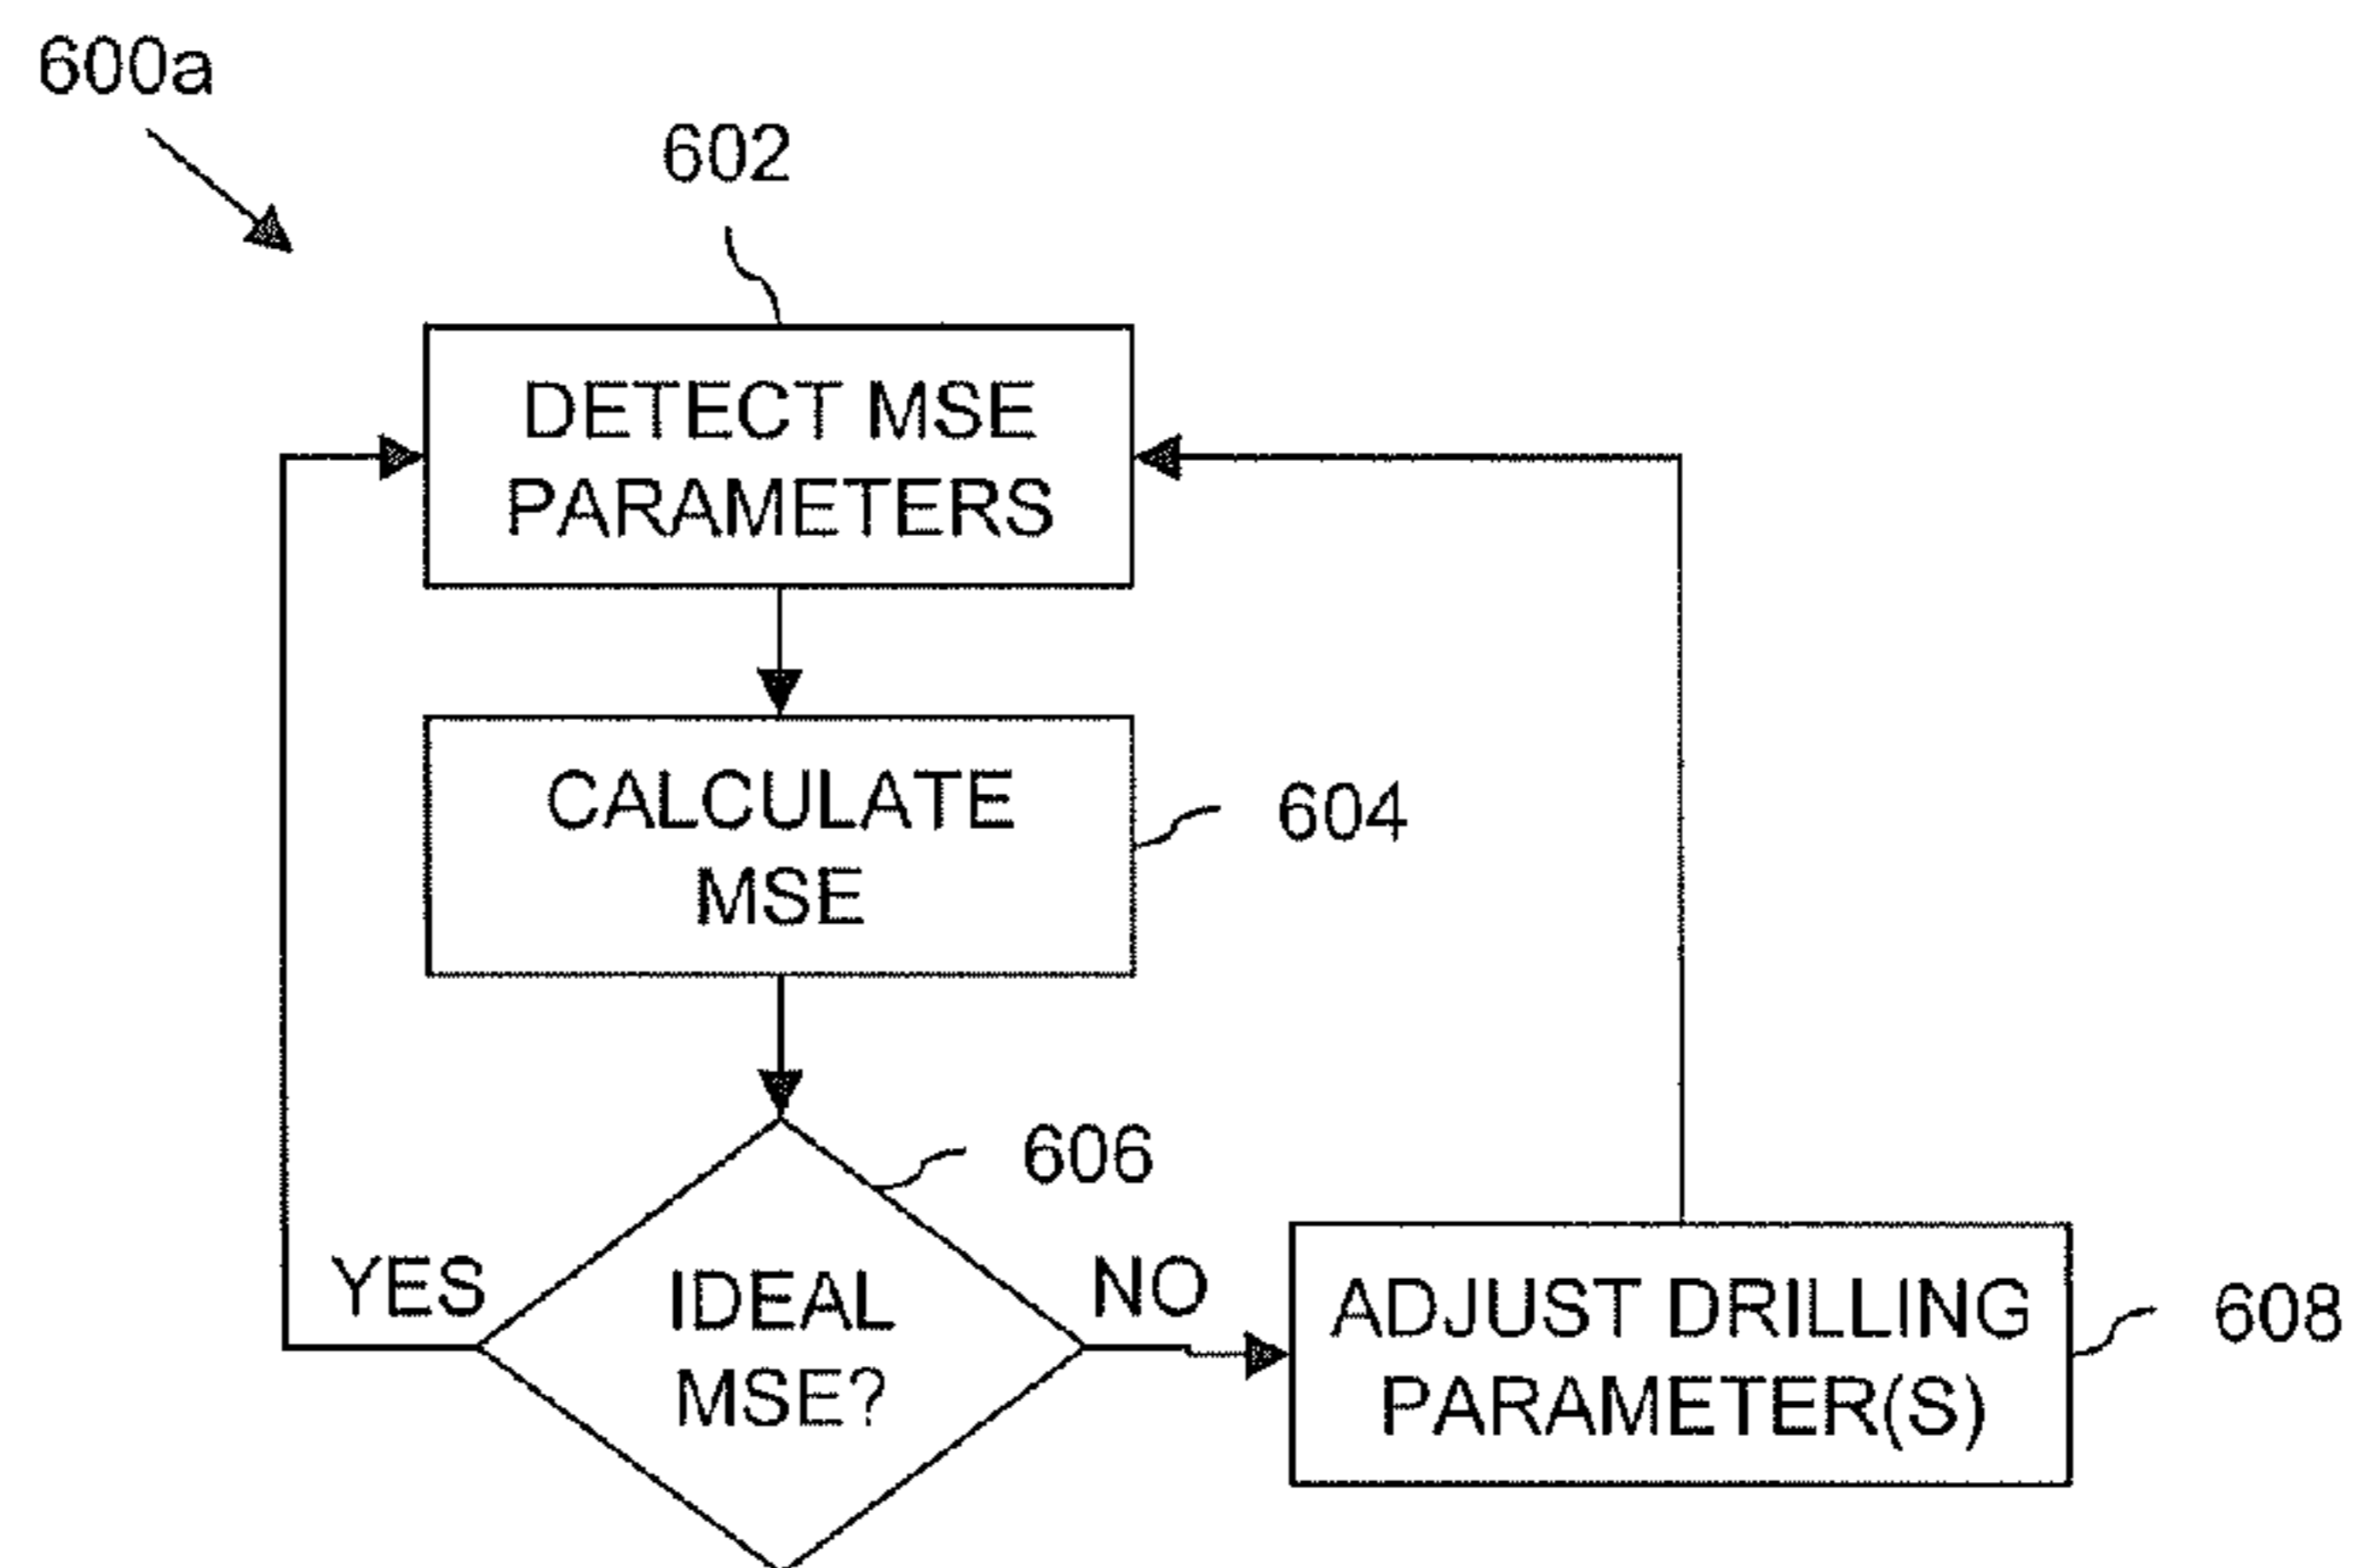 600a
602
DETECT MSE
PARAMETERS
CALCULATE
MSE
604
606
YES
IDEAL
MSE?
NO
ADJUST DRILLING
PARAMETER(S)
608